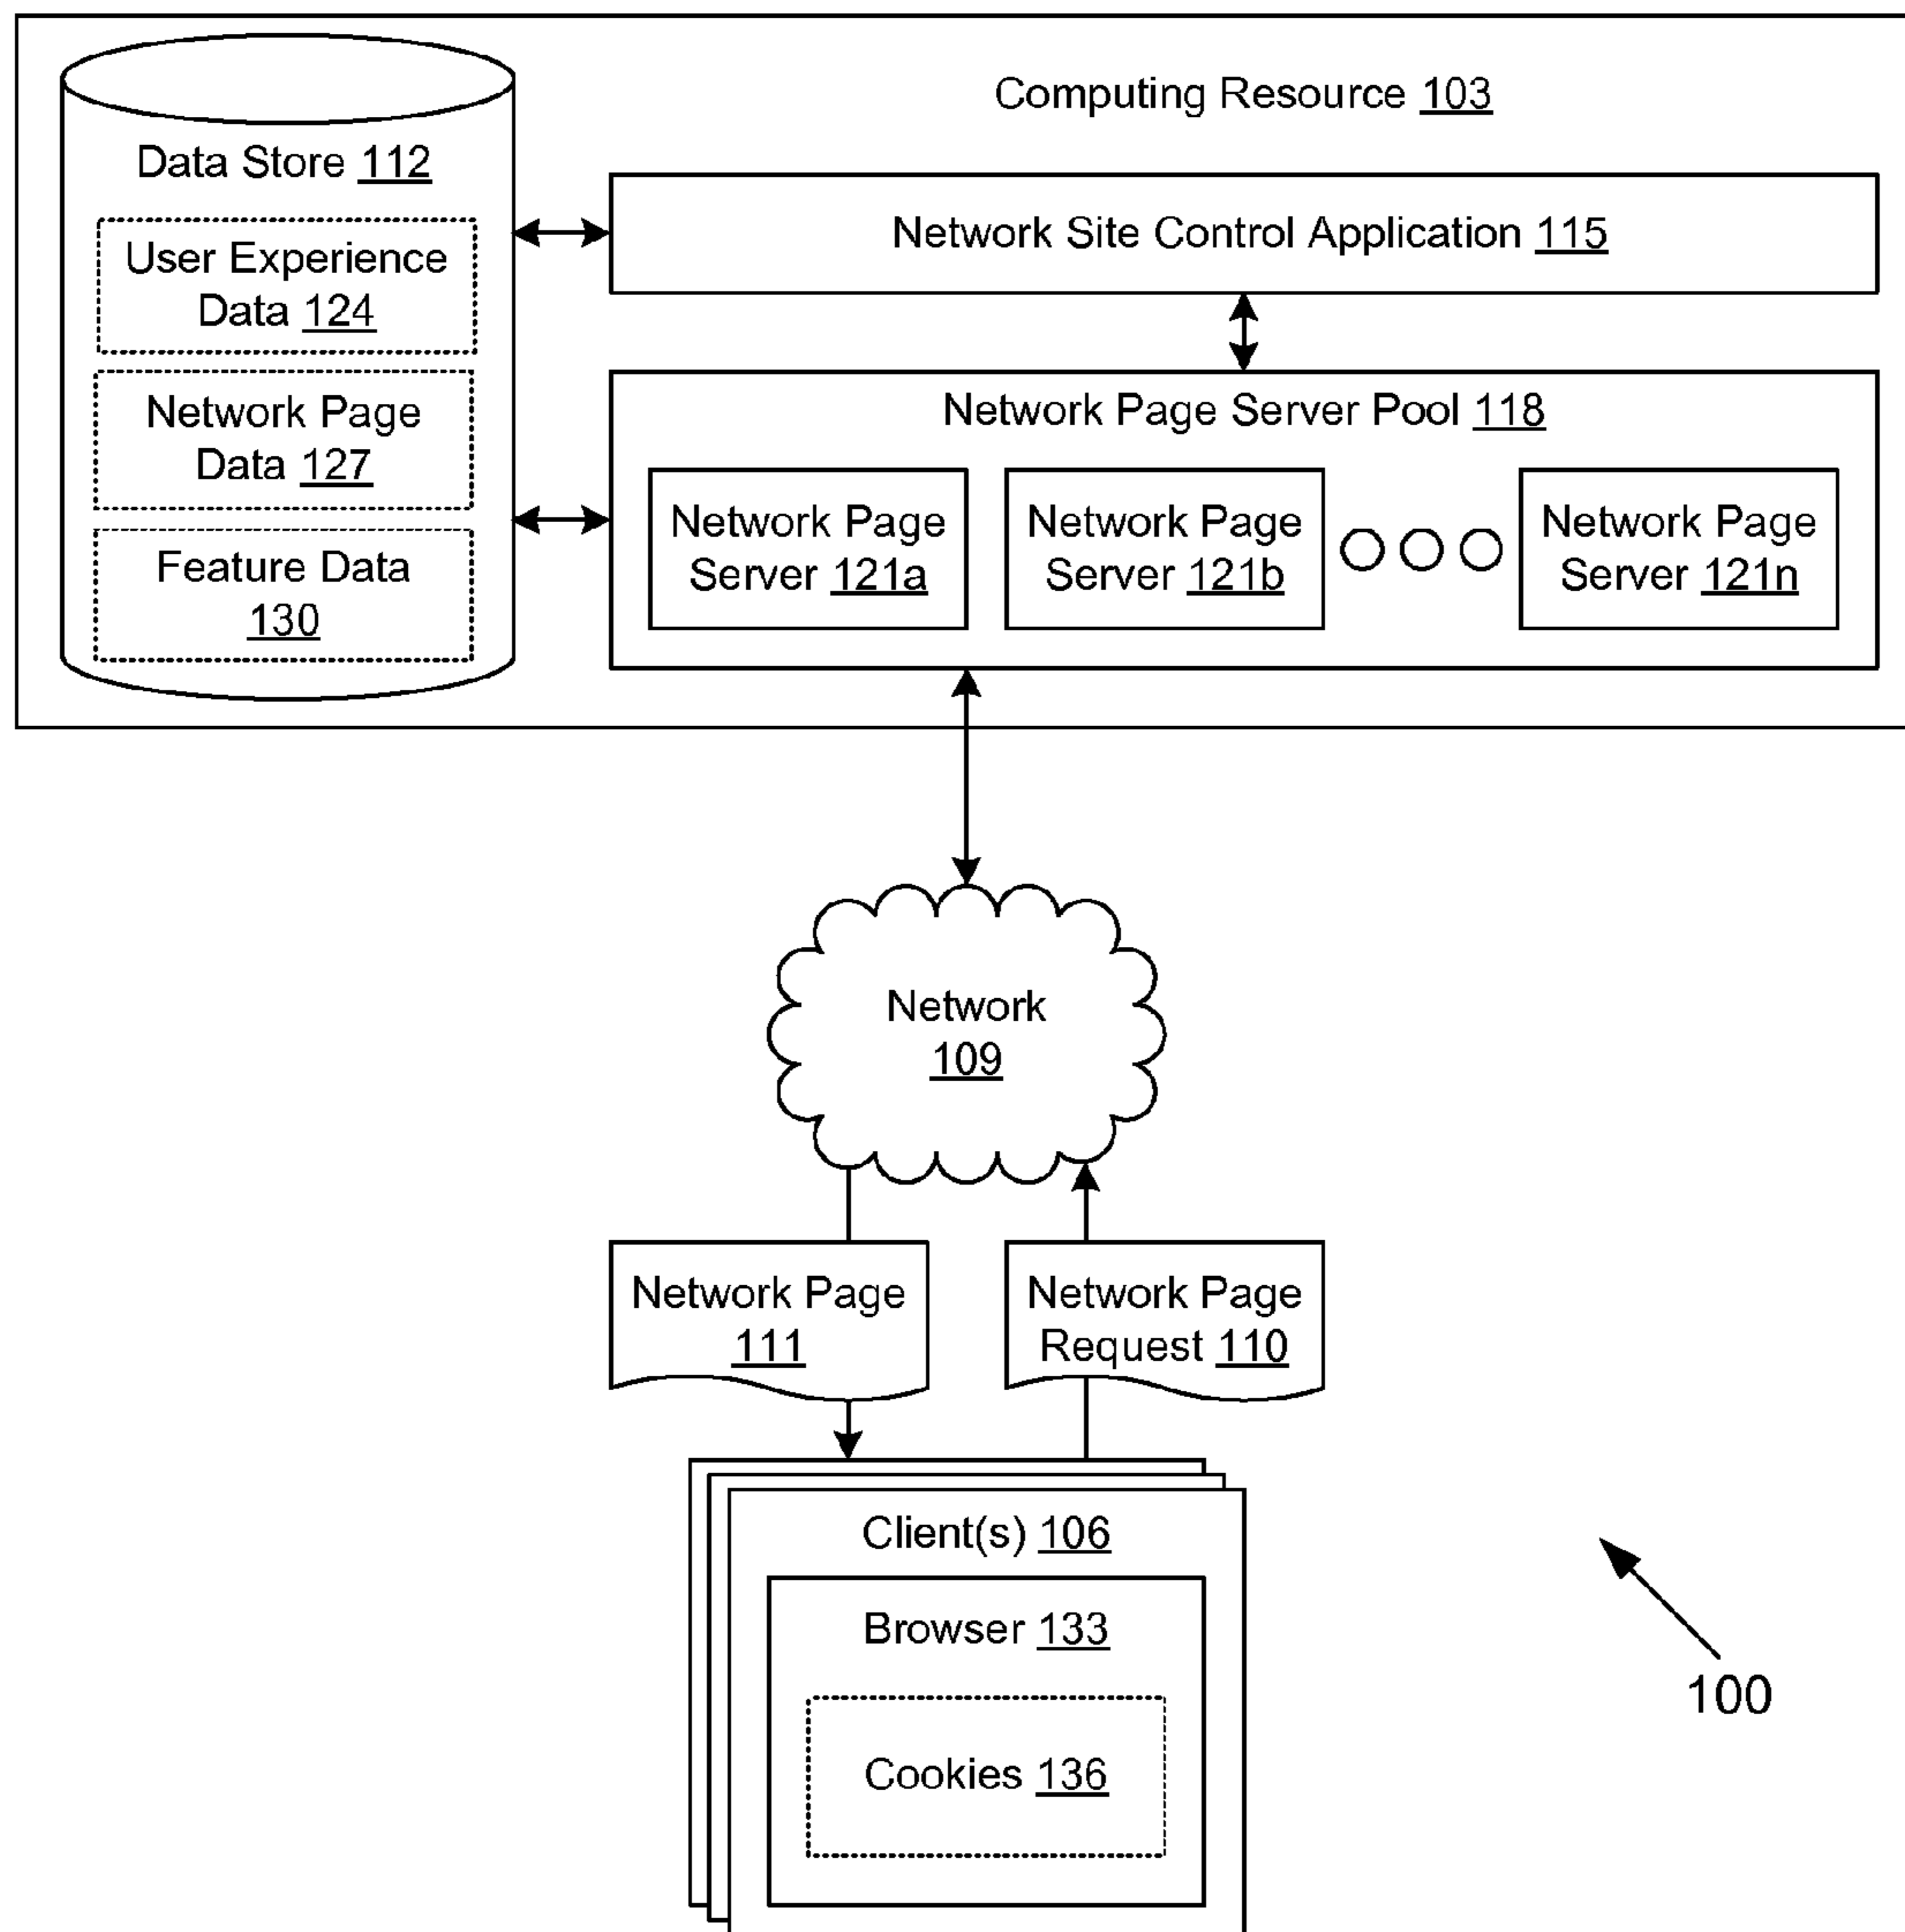 Computing Resource 103
Data Store 112
User Experience
Data 124
Network Page
Data 127
Feature Data
130
Network Site Control Application 115
Network Page Server Pool 118
Network Page
Server 121a
Network Page
Server 121b
Network Page
Server 121n
Network
109
Network Page
111
Network Page
Request 110
Client(s) 106
Browser 133
Cookies 136
100